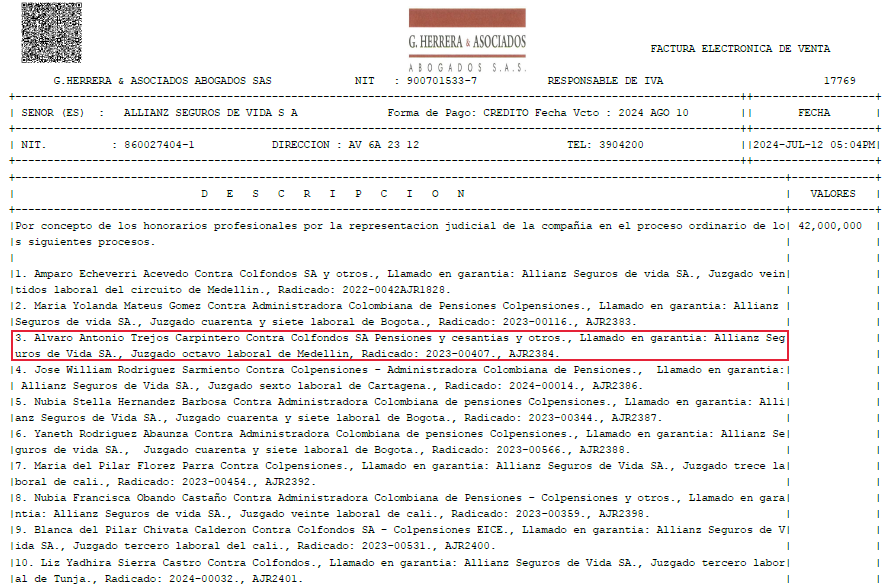 G. HERRERA & ASOCIADOS
ABOGADOS S.A.S.
FACTURA ELECTRONICA DE VENTA
G.HERRERA & ASOCIADOS ABOGADOS SAS NIT : 900701533-7 RESPONSABLE DE IVA 17769
SENOR (ES) : ALLIANZ SEGUROS DE VIDA S A Forma de Pago: CREDITO Fecha Vcto : 2024 AGO 10 FECHA
NIT. : 860027404-1 DIRECCION : AV 6A 23 12 TEL: 3904200 2024-JUL-12 05:04PM
D E S C R I P C I O N VALORES
Por concepto de los honorarios profesionales por la representacion judicial de la compañia en el proceso ordinario de lo 42,000,000
s siguientes procesos.
1. Amparo Echeverri Acevedo Contra Colfondos SA y otros., Llamado en garantia: Allianz Seguros de vida SA., Juzgado vein
tidos laboral del circuito de Medellin., Radicado: 2022-0042AJR1828.
2. Maria Yolanda Mateus Gomez Contra Administradora Colombiana de Pensiones Colpensiones., Llamado en garantia: Allianz
Seguros de vida SA., Juzgado cuarenta y siete laboral de Bogota., Radicado: 2023-00116., AJR2383.
3. Alvaro Antonio Trejos Carpintero Contra Colfondos SA Pensiones y cesantias y otros., Llamado en garantia: Allianz Seg
uros de Vida SA., Juzgado octavo laboral de Medellin, Radicado: 2023-00407., AJR2384.
4. Jose William Rodriguez Sarmiento Contra Colpensiones - Administradora Colombiana de Pensiones., Llamado en garantia:
Allianz Seguros de Vida SA., Juzgado sexto laboral de Cartagena., Radicado: 2024-00014., AJR2386.
5. Nubia Stella Hernandez Barbosa Contra Administradora Colombiana de pensiones Colpensiones., Llamado en garantia: Alli
anz Seguros de Vida SA., Juzgado cuarenta y siete laboral de Bogota., Radicado: 2023-00344., AJR2387.
6. Yaneth Rodriguez Abaunza Contra Administradora Colombiana de pensiones Colpensiones., Llamado en garantia: Allianz Se
guros de vida SA., Juzgado cuarenta y siete laboral de Bogota., Radicado: 2023-00566., AJR2388.
7. Maria del Pilar Florez Parra Contra Colpensiones., Llamado en garantia: Allianz Seguros de Vida SA., Juzgado trece la
boral de cali., Radicado: 2023-00454., AJR2392.
8. Nubia Francisca Obando Castaño Contra Administradora Colombiana de Pensiones - Colpensiones y otros., Llamado en gara
ntia: Allianz Seguros de vida SA., Juzgado veinte laboral de cali., Radicado: 2023-00359., AJR2398.
9. Blanca del Pilar Chivata Calderon Contra Colfondos SA - Colpensiones EICE., Llamado en garantia: Allianz Seguros de V
ida SA., Juzgado tercero laboral del cali., Radicado: 2023-00531., AJR2400.
10. Liz Yadhira Sierra Castro Contra Colfondos., Llamado en garantia: Allianz Seguros de Vida SA., Juzgado tercero labor
al de Tunja., Radicado: 2024-00032., AJR2401.